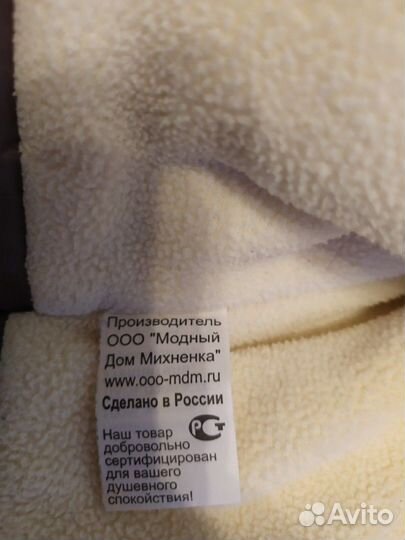 Производитель
ООО "Модный
Дом Михненка"
www.ooo-mdm.ru
Сделано в России
Наш товар
добровольно
сертифицирован
для вашего
душевного
спокойствия!
РСТ
Avito